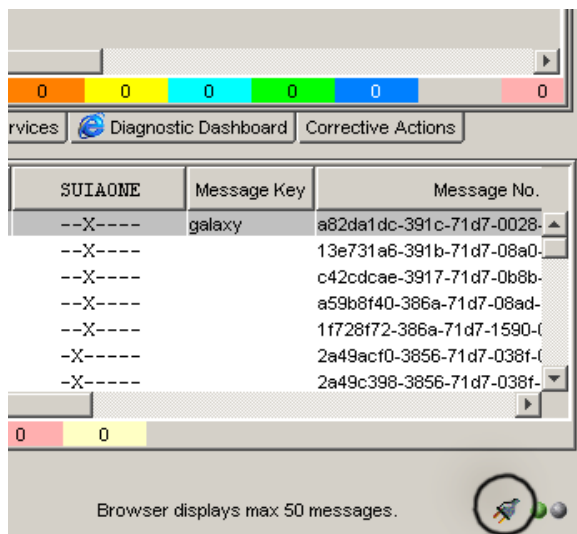 0 0 0 0 0 0
rvices Diagnostic Dashboard Corrective Actions
SUIAONE Message Key Message No.
--X---- galaxy a82da1dc-391c-71d7-0028-
--X---- 13e731a6-391b-71d7-08a0-
--X---- c42cdcae-3917-71d7-0b8b-
--X---- a59b8f40-386a-71d7-08ad-
--X---- 1f728f72-386a-71d7-1590-0
-X----- 2a49acf0-3856-71d7-038f-0
-X----- 2a49c398-3856-71d7-038f-
0 0
Browser displays max 50 messages.